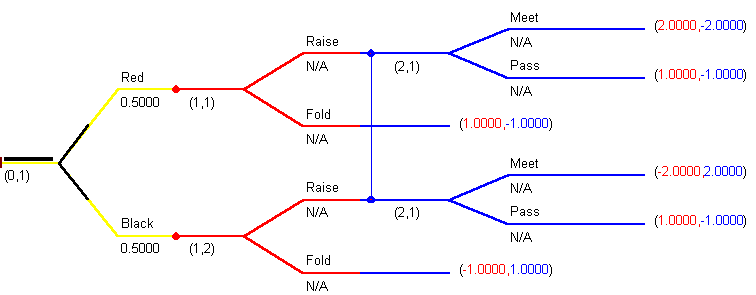 Meet
(2.0000,-2.0000)
Raise
N/A
N/A
(2,1)
Pass
(1.0000,-1.0000)
N/A
Red
0.5000
(1,1)
Fold
(1.0000,-1.0000)
N/A
(0,1)
Meet
(-2.0000,2.0000)
Raise
N/A
N/A
(2,1)
Pass
(1.0000,-1.0000)
N/A
Black
0.5000
(1,2)
Fold
(-1.0000,1.0000)
N/A